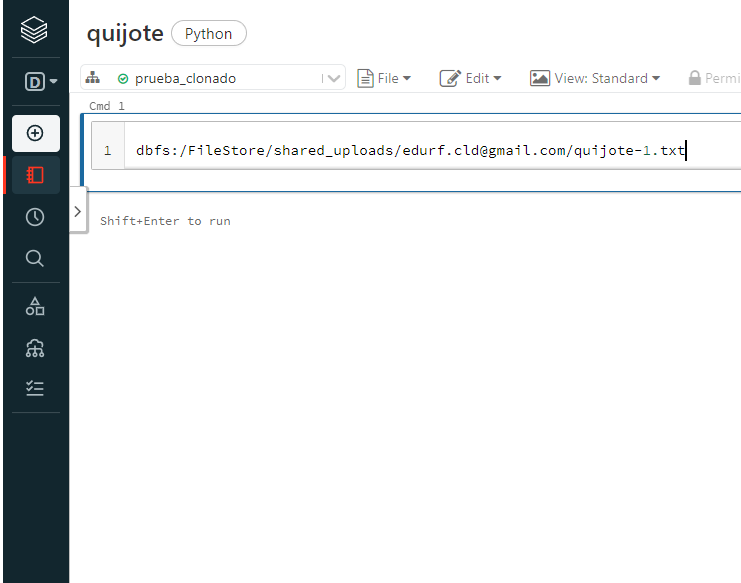 quijote Python
D
prueba_clonado File Edit View: Standard Permi
Cmd 1
1 dbfs:/FileStore/shared_uploads/edurf.cld@gmail.com/quijote-1.txt
Shift+Enter to run